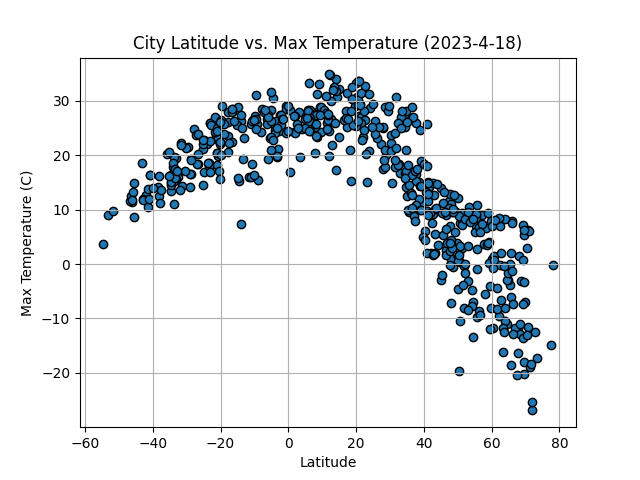 City Latitude vs. Max Temperature (2023-4-18)
Max Temperature (C)
30
20
10
0
−10
−20
−60 −40 −20 0 20 40 60 80
Latitude